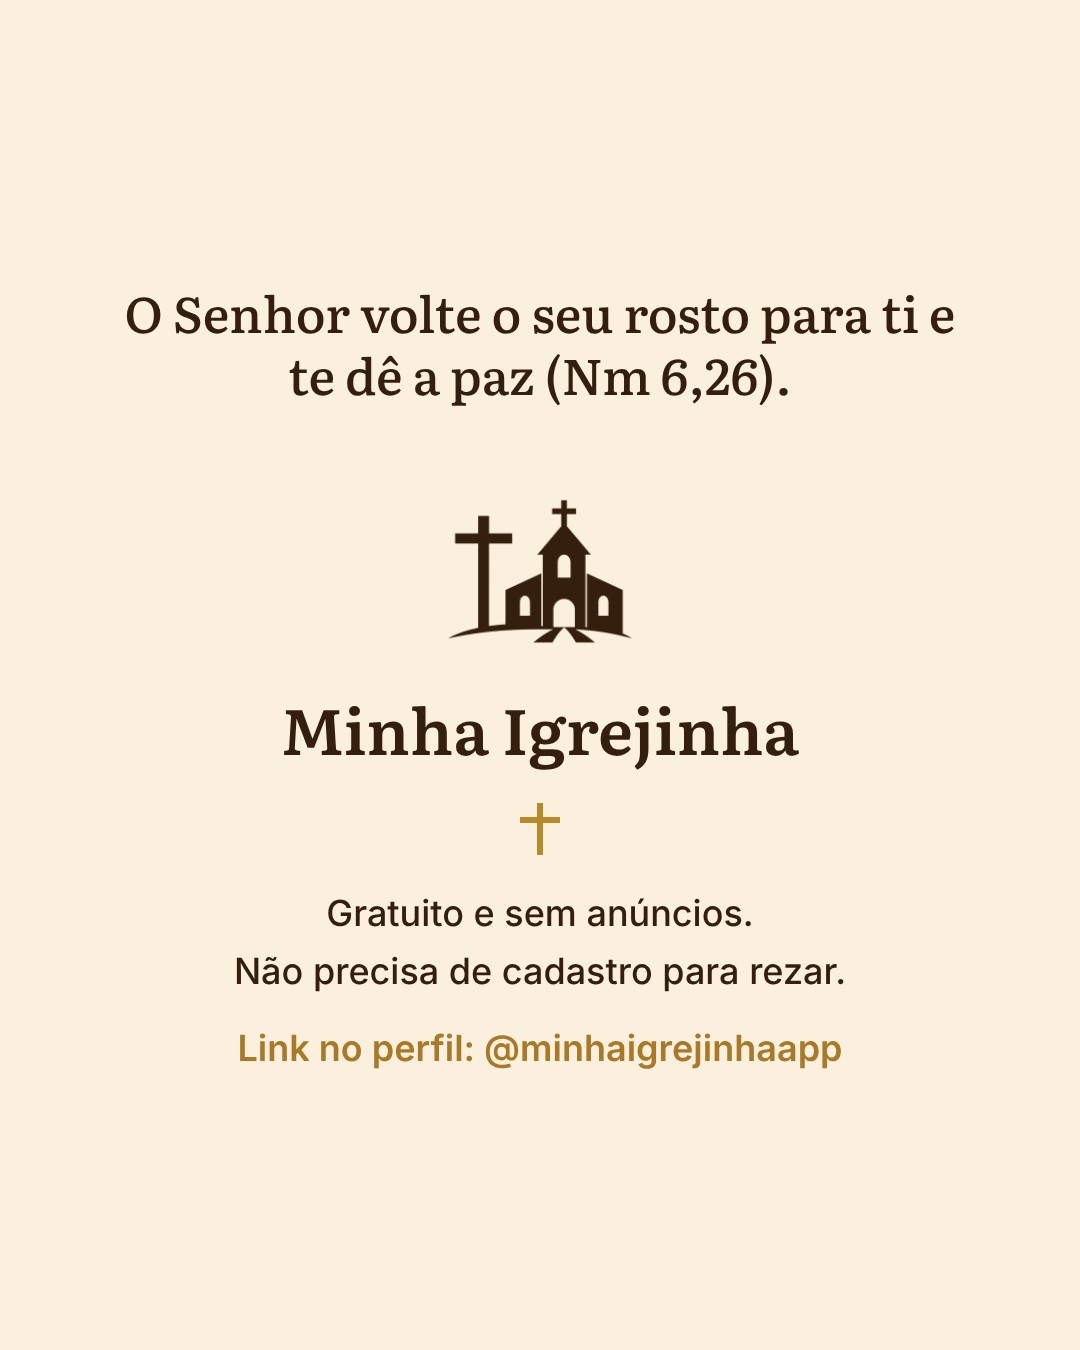 O Senhor volte o seu rosto para ti e
te dê a paz (Nm 6,26).
Minha Igrejinha
Gratuito e sem anúncios.
Não precisa de cadastro para rezar.
Link no perfil: @minhaigrejinhaapp